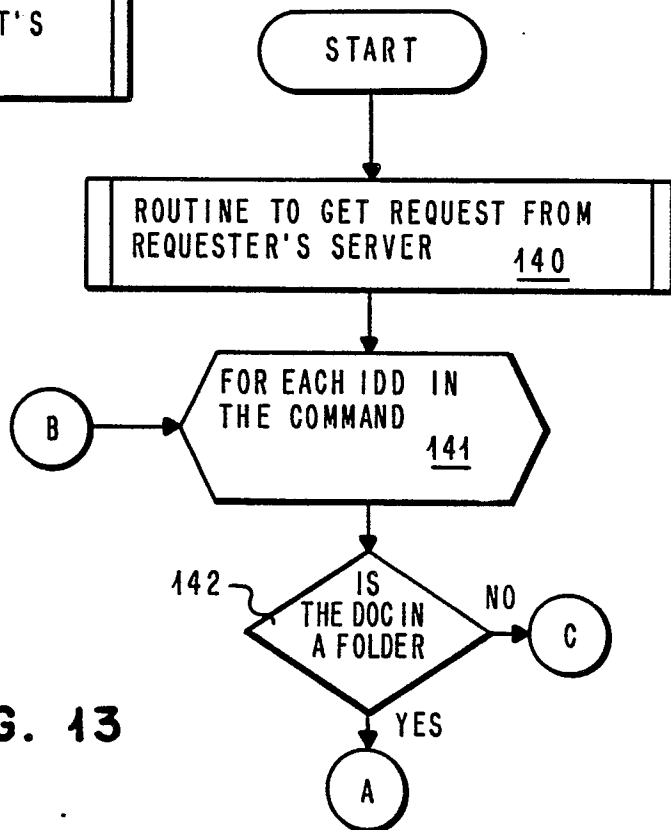 T'S
START
ROUTINE TO GET REQUEST FROM
REQUESTER'S SERVER
140
FOR EACH IDD IN
THE COMMAND
141
B
142
IS
THE DOC IN
A FOLDER
NO
C
YES
G. 13
A